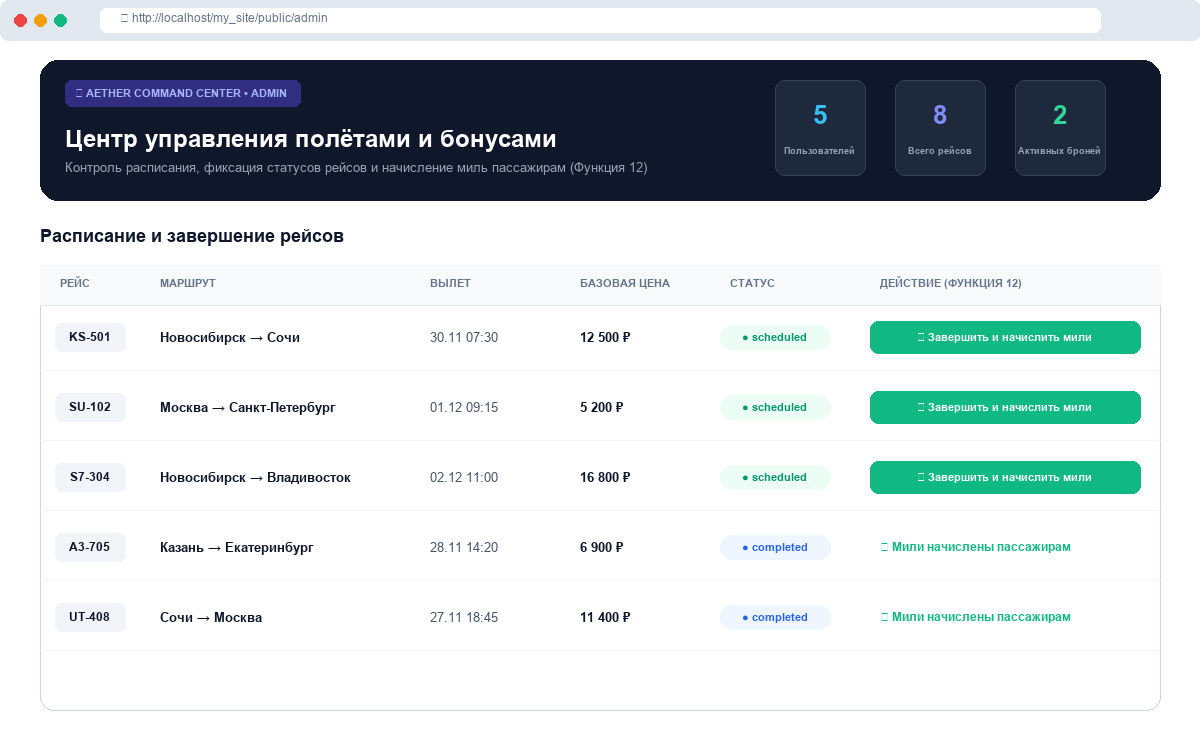 http://localhost/my_site/public/admin
AETHER COMMAND CENTER • ADMIN
Центр управления полётами и бонусами
Контроль расписания, фиксация статусов рейсов и начисление миль пассажирам (Функция 12)
5
Пользователей
8
Всего рейсов
2
Активных броней
Расписание и завершение рейсов
РЕЙС МАРШРУТ ВЫЛЕТ БАЗОВАЯ ЦЕНА СТАТУС ДЕЙСТВИЕ (ФУНКЦИЯ 12)
KS-501 Новосибирск → Сочи 30.11 07:30 12 500 ₽ ● scheduled Завершить и начислить мили
SU-102 Москва → Санкт-Петербург 01.12 09:15 5 200 ₽ ● scheduled Завершить и начислить мили
S7-304 Новосибирск → Владивосток 02.12 11:00 16 800 ₽ ● scheduled Завершить и начислить мили
A3-705 Казань → Екатеринбург 28.11 14:20 6 900 ₽ ● completed Мили начислены пассажирам
UT-408 Сочи → Москва 27.11 18:45 11 400 ₽ ● completed Мили начислены пассажирам